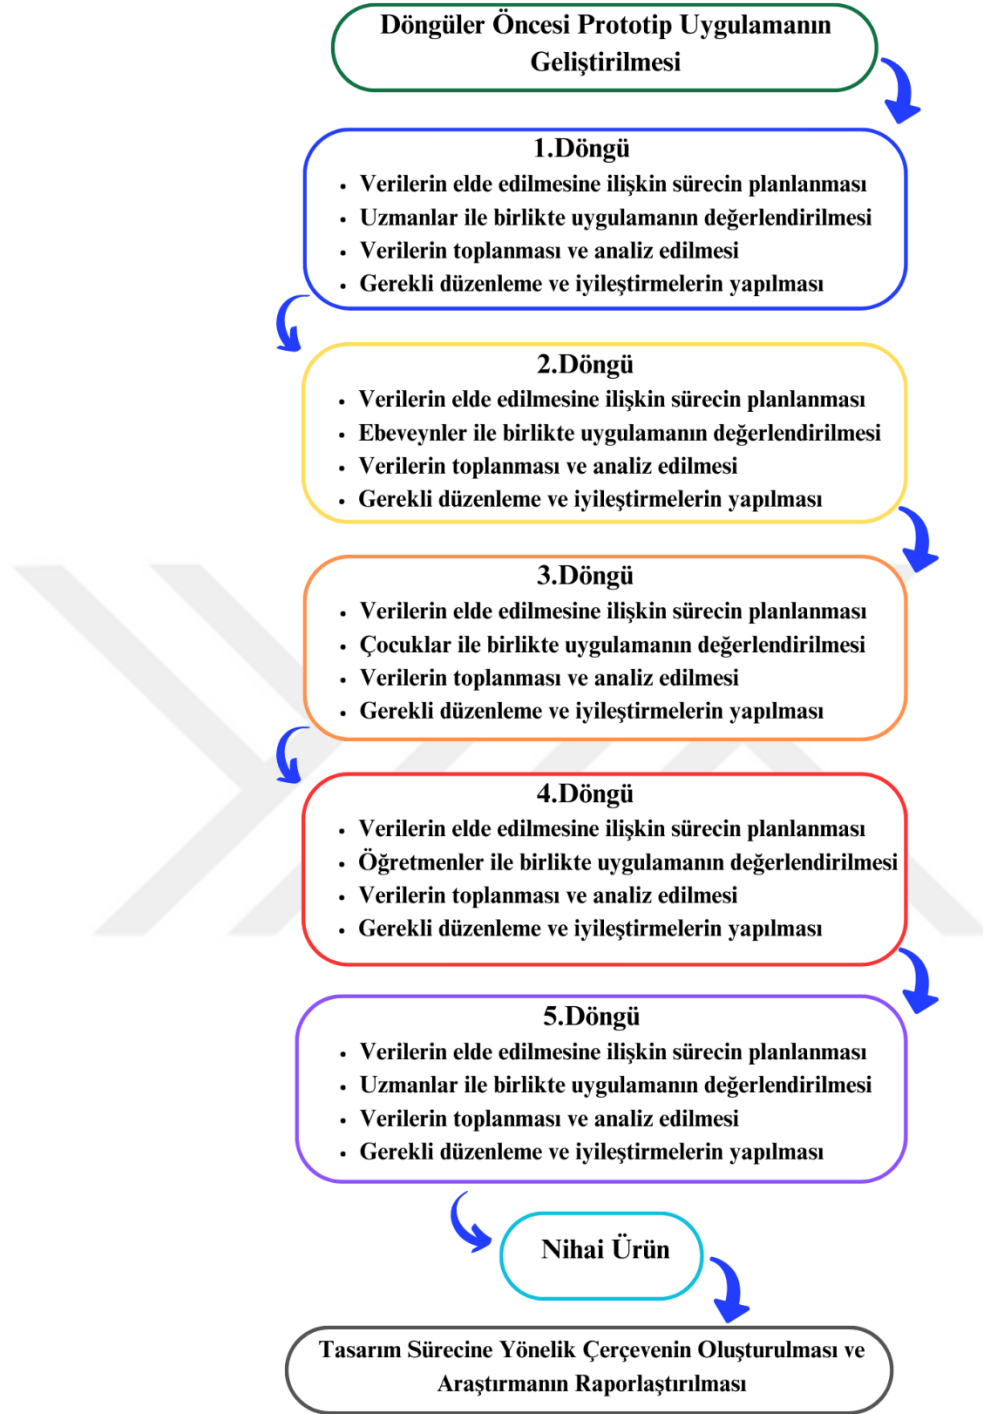 Döngüler Öncesi Prototip Uygulamanın
Geliştirilmesi
1.Döngü
• Verilerin elde edilmesine ilişkin sürecin planlanması
• Uzmanlar ile birlikte uygulamanın değerlendirilmesi
• Verilerin toplanması ve analiz edilmesi
• Gerekli düzenleme ve iyileştirmelerin yapılması
2.Döngü
• Verilerin elde edilmesine ilişkin sürecin planlanması
• Ebeveynler ile birlikte uygulamanın değerlendirilmesi
• Verilerin toplanması ve analiz edilmesi
• Gerekli düzenleme ve iyileştirmelerin yapılması
3.Döngü
• Verilerin elde edilmesine ilişkin sürecin planlanması
• Çocuklar ile birlikte uygulamanın değerlendirilmesi
• Verilerin toplanması ve analiz edilmesi
• Gerekli düzenleme ve iyileştirmelerin yapılması
4.Döngü
• Verilerin elde edilmesine ilişkin sürecin planlanması
• Öğretmenler ile birlikte uygulamanın değerlendirilmesi
• Verilerin toplanması ve analiz edilmesi
• Gerekli düzenleme ve iyileştirmelerin yapılması
5.Döngü
• Verilerin elde edilmesine ilişkin sürecin planlanması
• Uzmanlar ile birlikte uygulamanın değerlendirilmesi
• Verilerin toplanması ve analiz edilmesi
• Gerekli düzenleme ve iyileştirmelerin yapılması
Nihai Ürün
Tasarım Sürecine Yönelik Çerçevenin Oluşturulması ve
Araştırmanın Raporlaştırılması